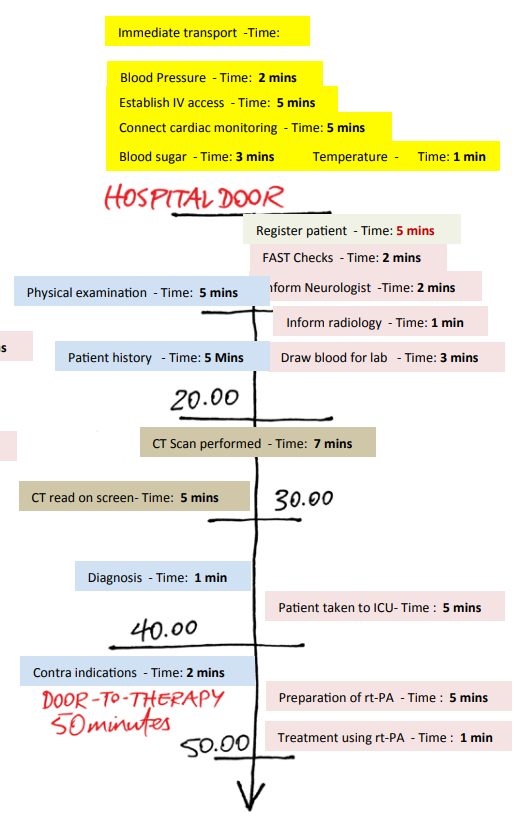 Immediate transport -Time:
Blood Pressure - Time: 2 mins
Establish IV access - Time: 5 mins
Connect cardiac monitoring - Time: 5 mins
Blood sugar - Time: 3 mins Temperature - Time: 1 min
HOSPITAL DOOR
Register patient - Time: 5 mins
FAST Checks - Time: 2 mins
Physical examination - Time: 5 mins
nform Neurologist -Time: 2 mins
Inform radiology - Time: 1 min
s
Patient history - Time: 5 Mins
Draw blood for lab - Time: 3 mins
20.00
CT Scan performed - Time: 7 mins
CT read on screen- Time: 5 mins
30.00
Diagnosis - Time: 1 min
Patient taken to ICU- Time : 5 mins
40.00
Contra indications - Time: 2 mins
DOOR-TO-THERAPY
50 minutes
Preparation of rt-PA - Time : 5 mins
Treatment using rt-PA - Time : 1 min
50.00